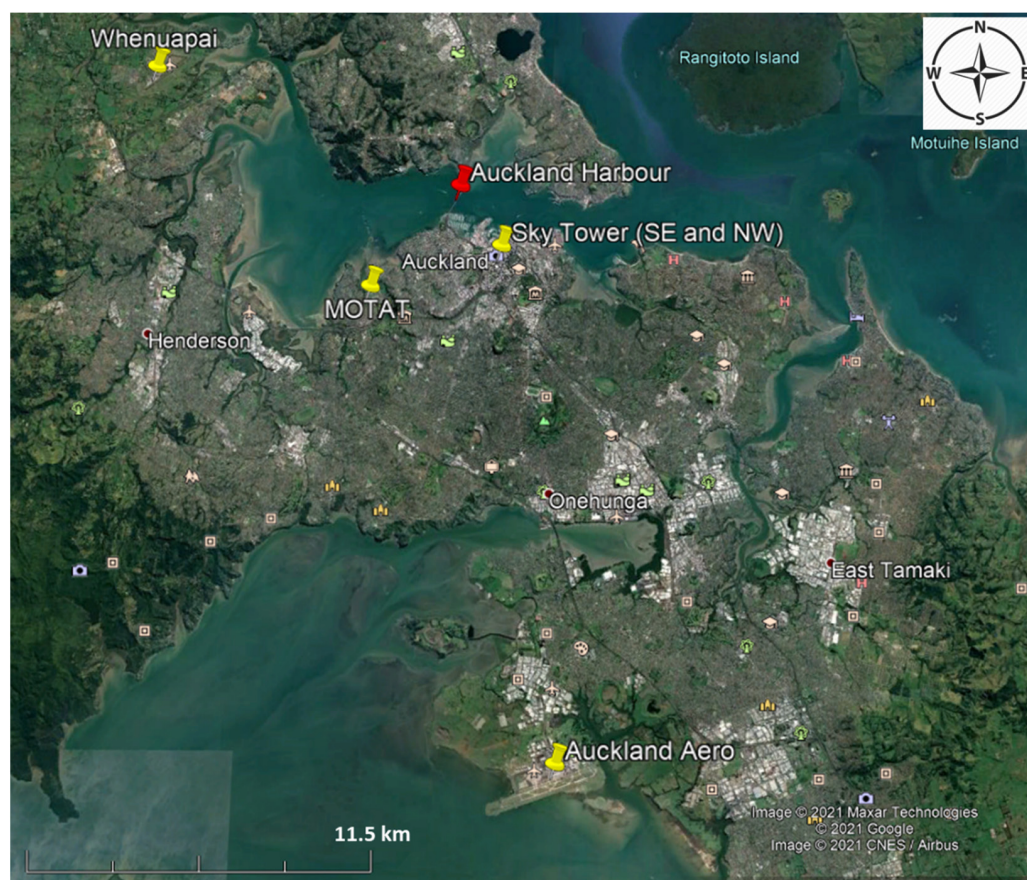 Whenuapai
N
W
E
S
Rangitoto Island
Motuihe Island
Auckland Harbour
Sky Tower (SE and NW)
Auckland
MOTAT
Henderson
Onehunga
East Tamaki
Auckland Aero
Image © 2021 Maxar Technologies
© 2021 Google
Image © 2021 CNES / Airbus
11.5 km